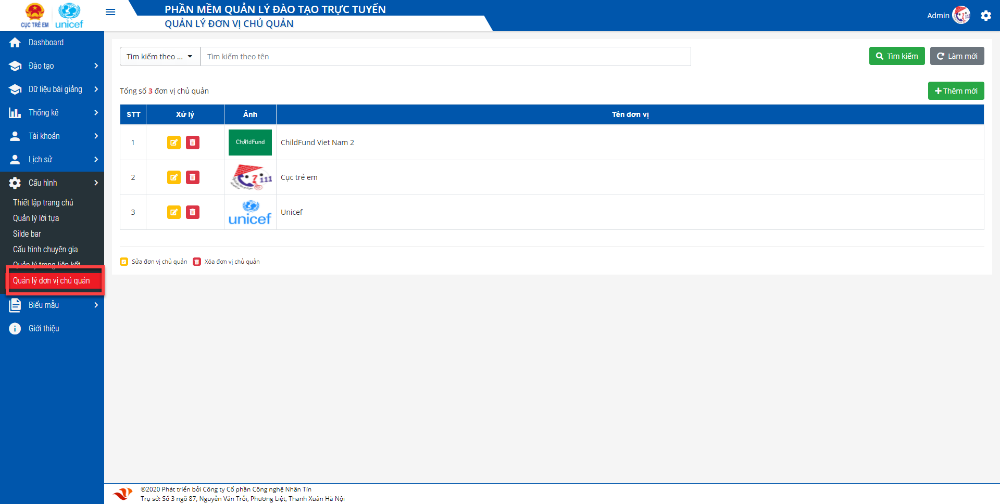 CỤC TRẺ EM
unicef
PHẦN MỀM QUẢN LÝ ĐÀO TẠO TRỰC TUYẾN
QUẢN LÝ ĐƠN VỊ CHỦ QUẢN
Admin
Dashboard
Đào tạo
Dữ liệu bài giảng
Thống kê
Tài khoản
Lịch sử
Cấu hình
Thiết lập trang chủ
Quản lý lời tựa
Silde bar
Cấu hình chuyên gia
Quản lý trang liên kết
Quản lý đơn vị chủ quản
Biểu mẫu
Giới thiệu
Tìm kiếm theo ...
Tìm kiếm theo tên
Tìm kiếm
Làm mới
Tổng số 3 đơn vị chủ quản
Thêm mới
STT Xử lý Ảnh Tên đơn vị
1 ChildFund ChildFund Viet Nam 2
2 111 Cục trẻ em
3 unicef Unicef
Sửa đơn vị chủ quản Xóa đơn vị chủ quản
©2020 Phát triển bởi Công ty Cổ phần Công nghệ Nhân Tín
Trụ sở: Số 3 ngõ 87, Nguyễn Văn Trỗi, Phương Liệt, Thanh Xuân Hà Nội